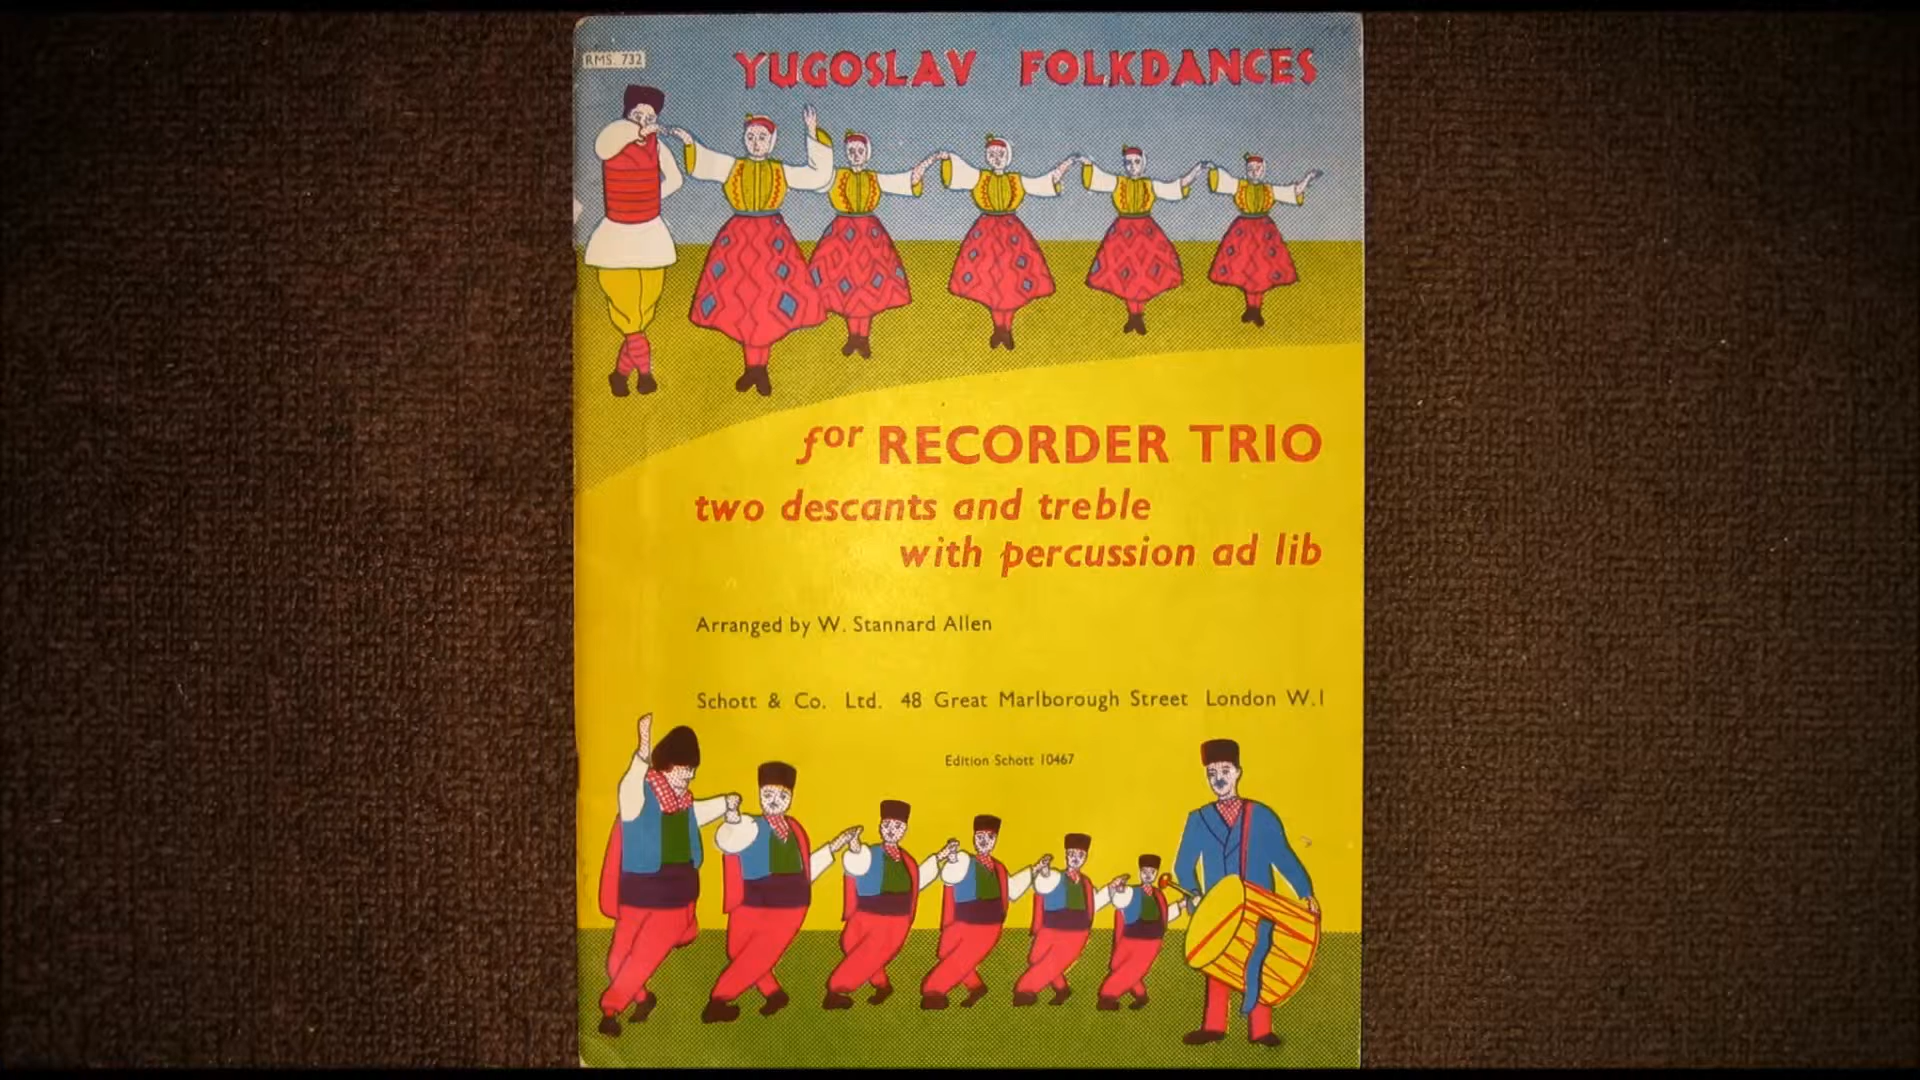 RMS. 732
YUGOSLAV FOLKDANCES
for RECORDER TRIO
two descants and treble
with percussion ad lib
Arranged by W. Stannard Allen
Schott & Co. Ltd. 48 Great Marlborough Street London W.1
Edition Schott 10467